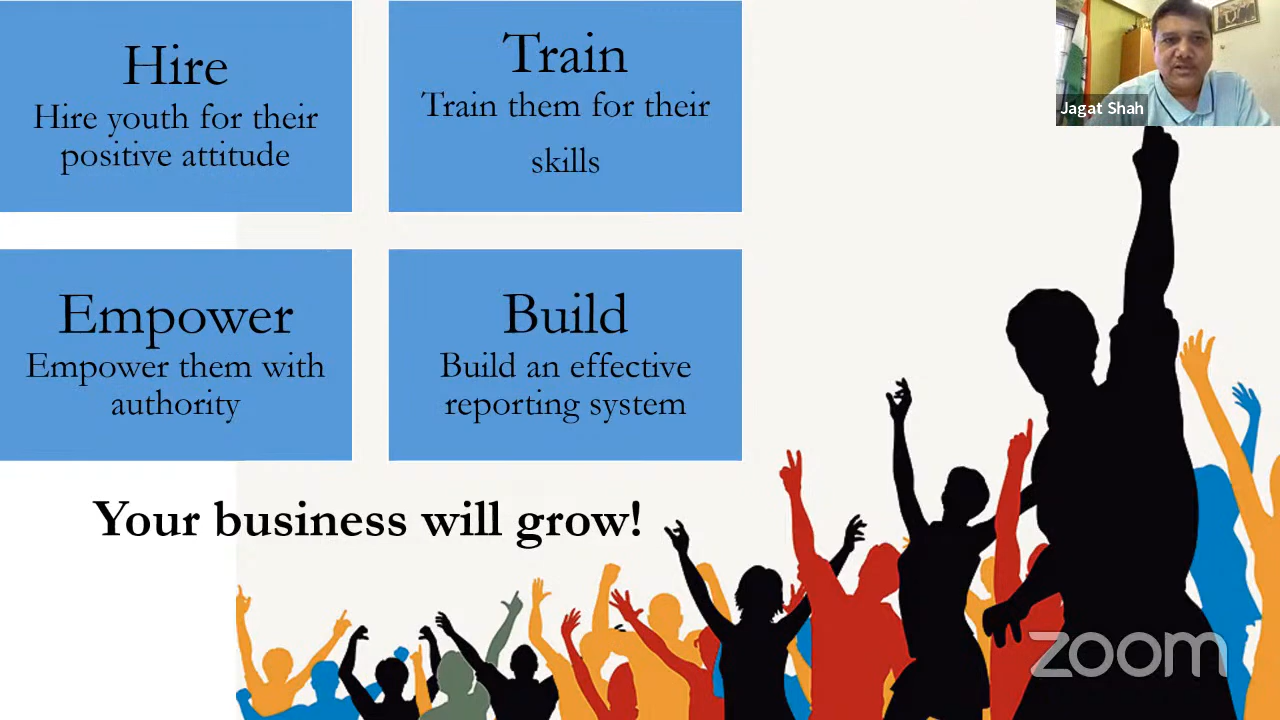 Hire
Hire youth for their
positive attitude
Train
Train them for their
skills
Jagat Shah
Empower
Empower them with
authority
Build
Build an effective
reporting system
Your business will grow!
zoom